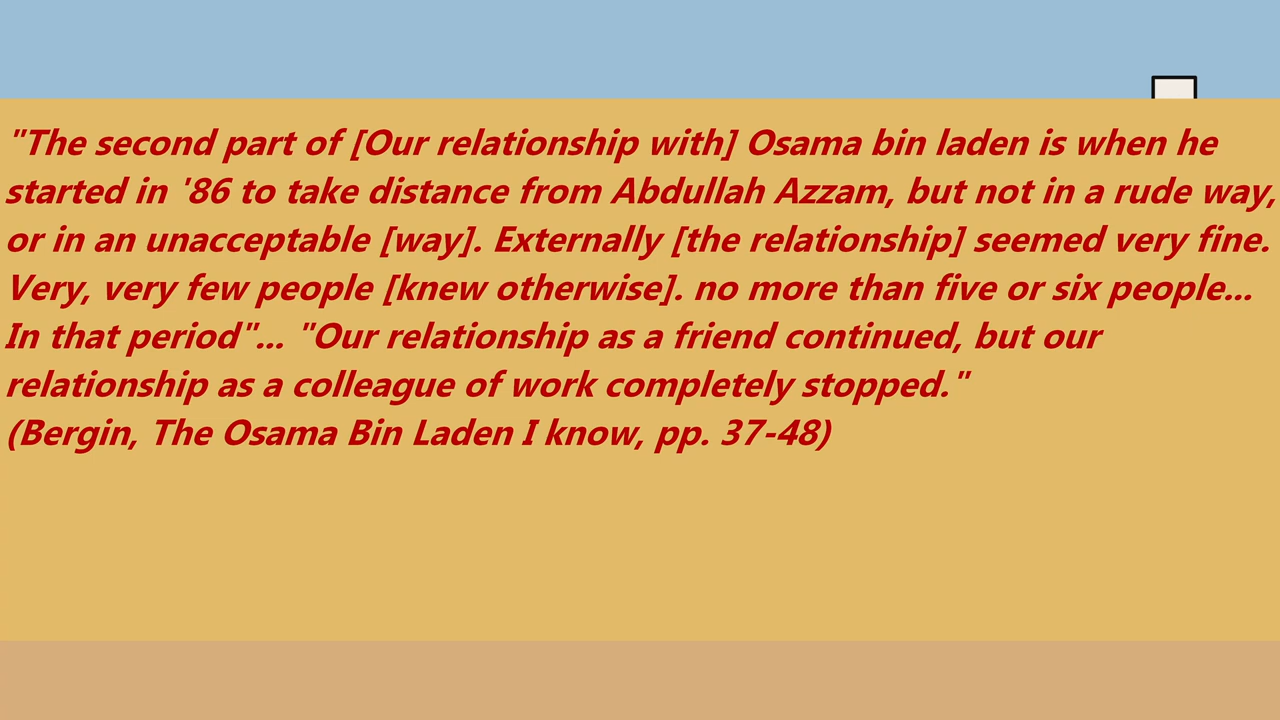 "The second part of [Our relationship with] Osama bin laden is when he
started in '86 to take distance from Abdullah Azzam, but not in a rude way,
or in an unacceptable [way]. Externally [the relationship] seemed very fine.
Very, very few people [knew otherwise]. no more than five or six people...
In that period"... "Our relationship as a friend continued, but our
relationship as a colleague of work completely stopped."
(Bergin, The Osama Bin Laden I know, pp. 37-48)